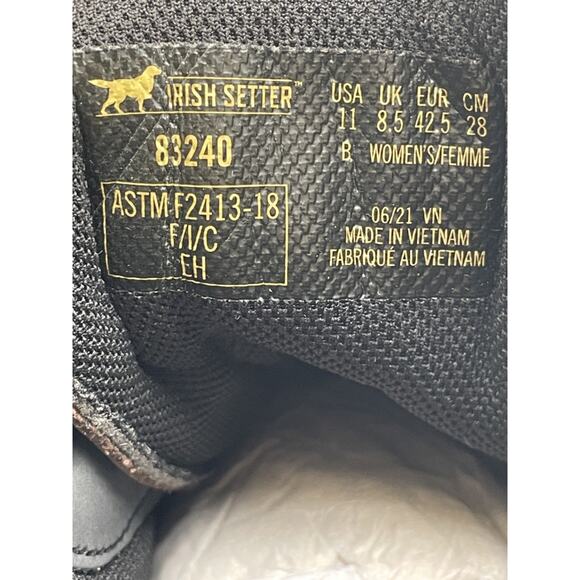 IRISH SETTER™
83240
ASTM F2413-18
F/I/C
EH
USA UK EUR CM
11 8.5 42.5 28
B WOMEN'S/FEMME
06/21 VN
MADE IN VIETNAM
FABRIQUÉ AU VIETNAM